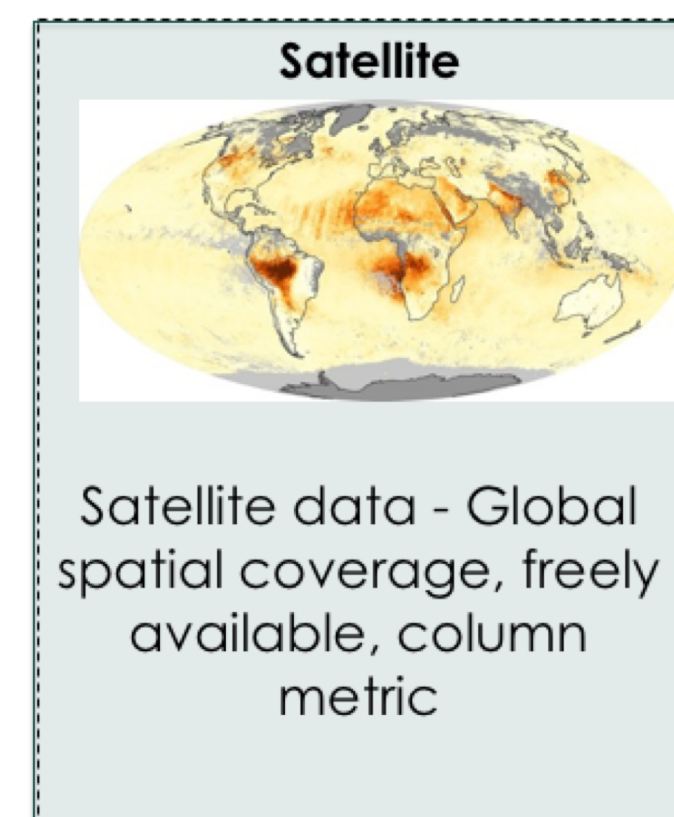 Satellite
Satellite data - Global
spatial coverage, freely
available, column
metric